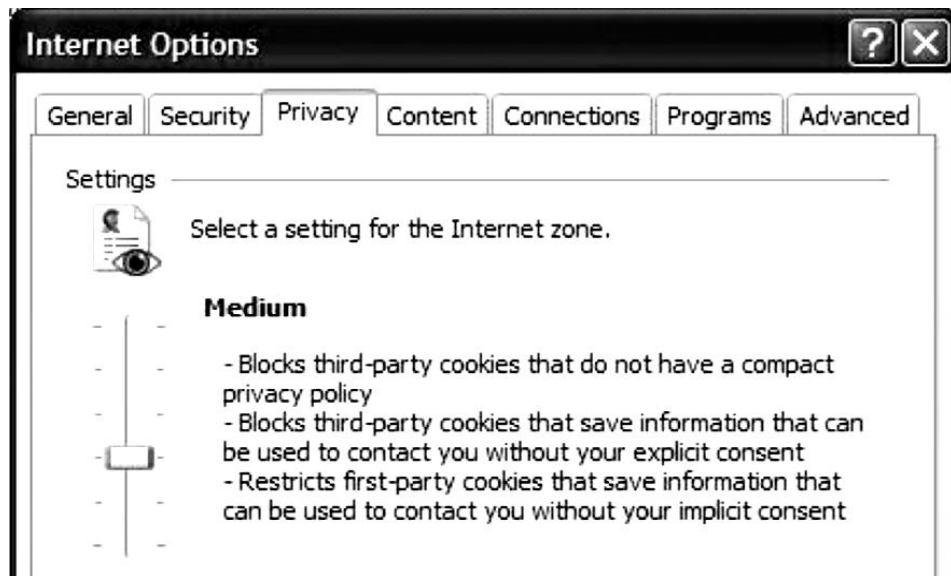 Internet Options
General Security Privacy Content Connections Programs Advanced
Settings
Select a setting for the Internet zone.
Medium
- Blocks third-party cookies that do not have a compact
privacy policy
- Blocks third-party cookies that save information that can
be used to contact you without your explicit consent
- Restricts first-party cookies that save information that
can be used to contact you without your implicit consent